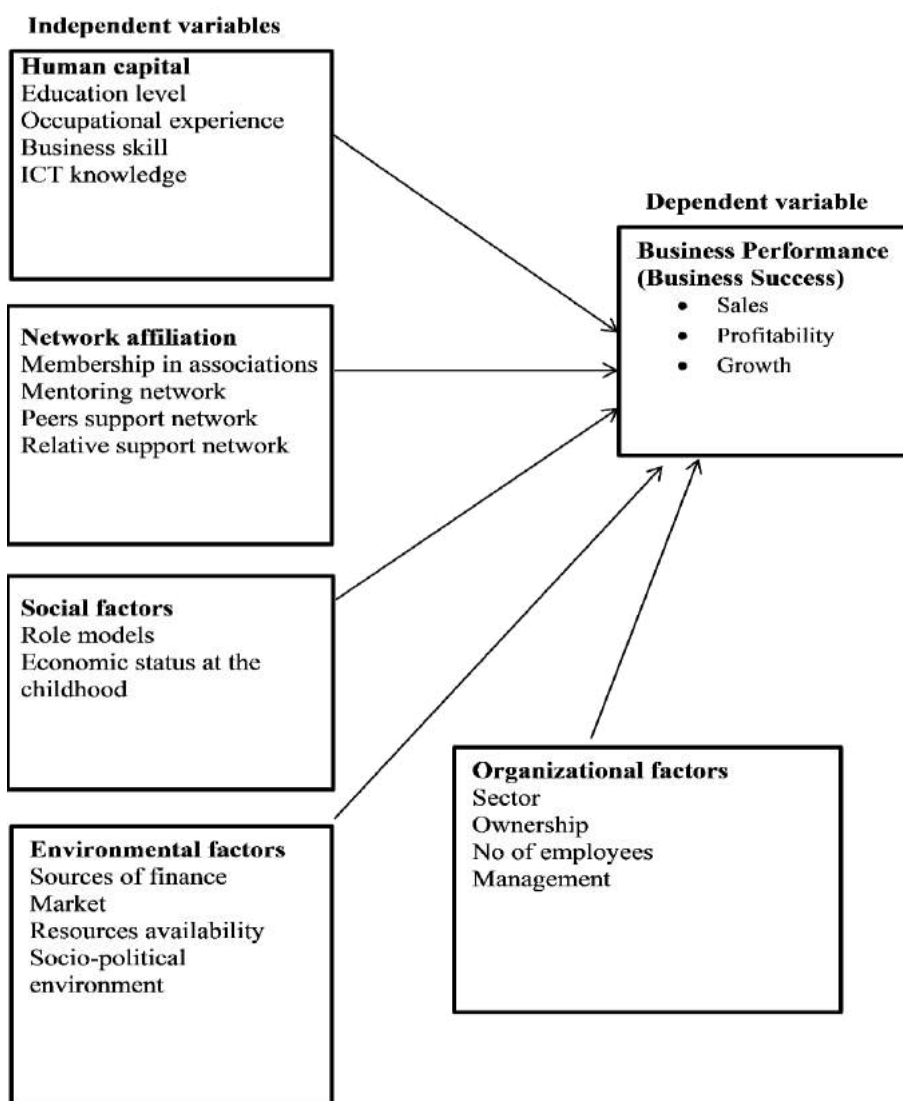 Independent variables
Human capital
Education level
Occupational experience
Business skill
ICT knowledge
Network affiliation
Membership in associations
Mentoring network
Peers support network
Relative support network
Social factors
Role models
Economic status at the
childhood
Environmental factors
Sources of finance
Market
Resources availability
Socio-political
environment
Dependent variable
Business Performance
(Business Success)
• Sales
• Profitability
• Growth
Organizational factors
Sector
Ownership
No of employees
Management